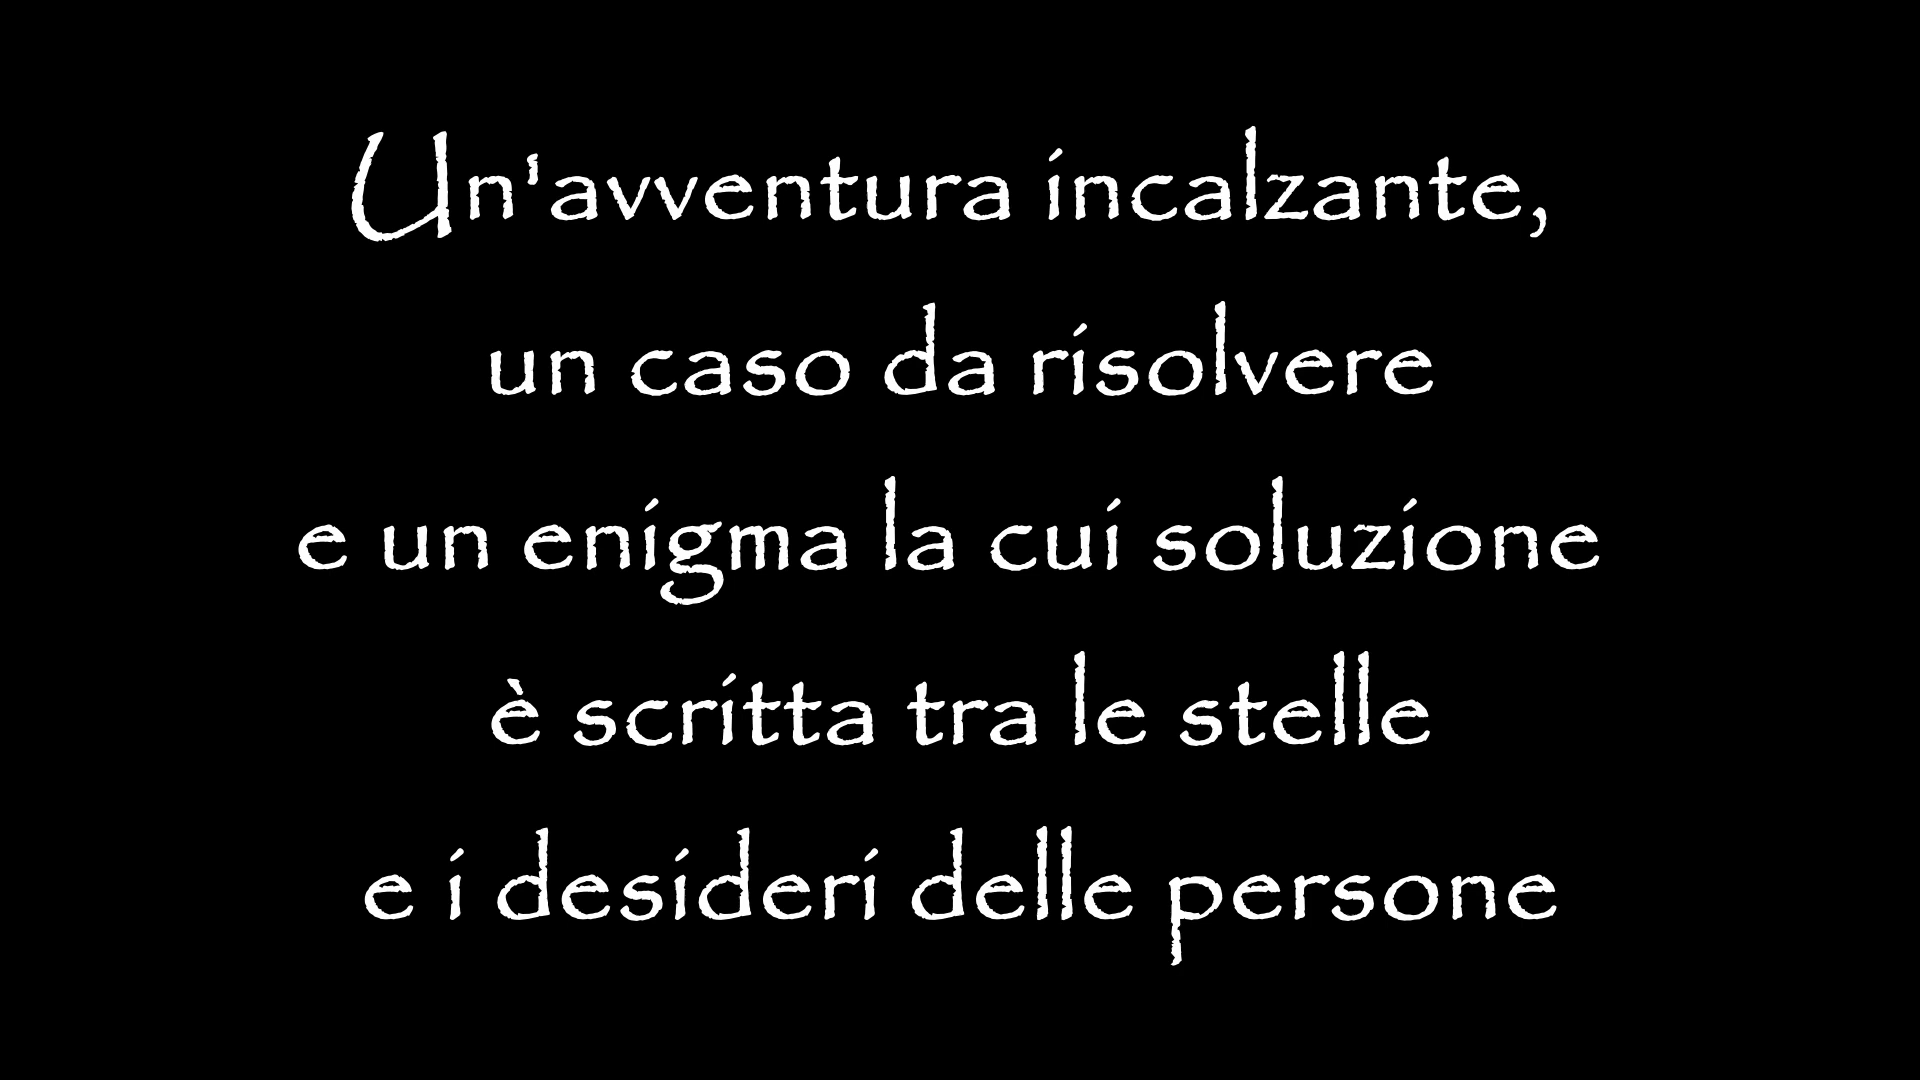 Un'avventura incalzante,
un caso da risolvere
e un enigma la cui soluzione
è scritta tra le stelle
e i desideri delle persone